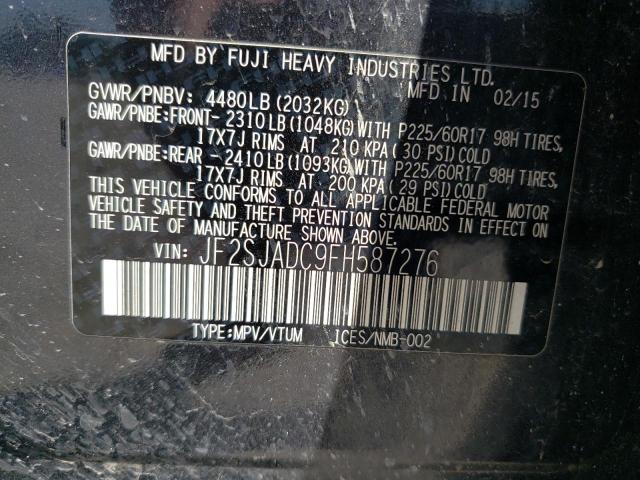 MFD BY FUJI HEAVY INDUSTRIES LTD.
MFD IN 02/15
GVWR/PNBV: 4480LB(2032KG)
GAWR/PNBE:FRONT- 2310LB(1048KG)WITH P225/60R17 98H TIRES,
17X7J RIMS AT 210 KPA(30 PSI)COLD
GAWR/PNBE:REAR - 2410LB(1093KG)WITH P225/60R17 98H TIRES,
17X7J RIMS AT 200 KPA(29 PSI)COLD
THIS VEHICLE CONFORMS TO ALL APPLICABLE FEDERAL MOTOR
VEHICLE SAFETY AND THEFT PREVENTION STANDARDS IN EFFECT ON
THE DATE OF MANUFACTURE SHOWN ABOVE.
VIN: JF2SJADC9FH587276
TYPE:MPV/VTUM ICES/NMB-002